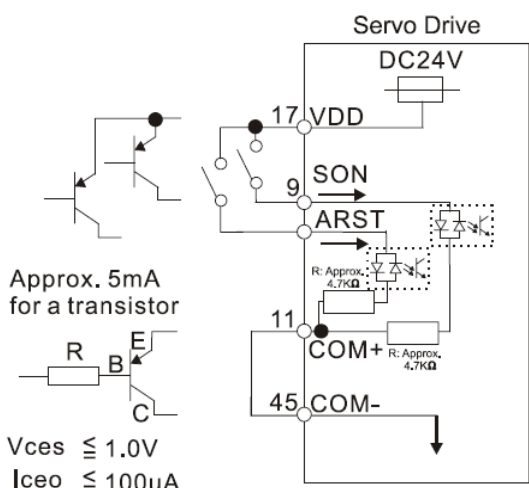 Servo Drive
DC24V
17 VDD
9 SON
ARST
R: Approx.
4.7KΩ
Approx. 5mA
for a transistor
11
COM+
R: Approx.
4.7KΩ
R
B
E
C
45 COM-
Vces ≦ 1.0V
Iceo ≦ 100uA